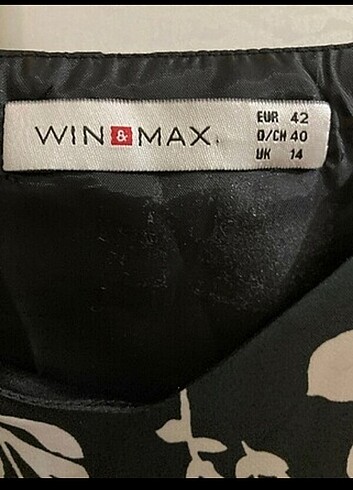 WIN & MAX
EUR 42
D/CH 40
UK 14